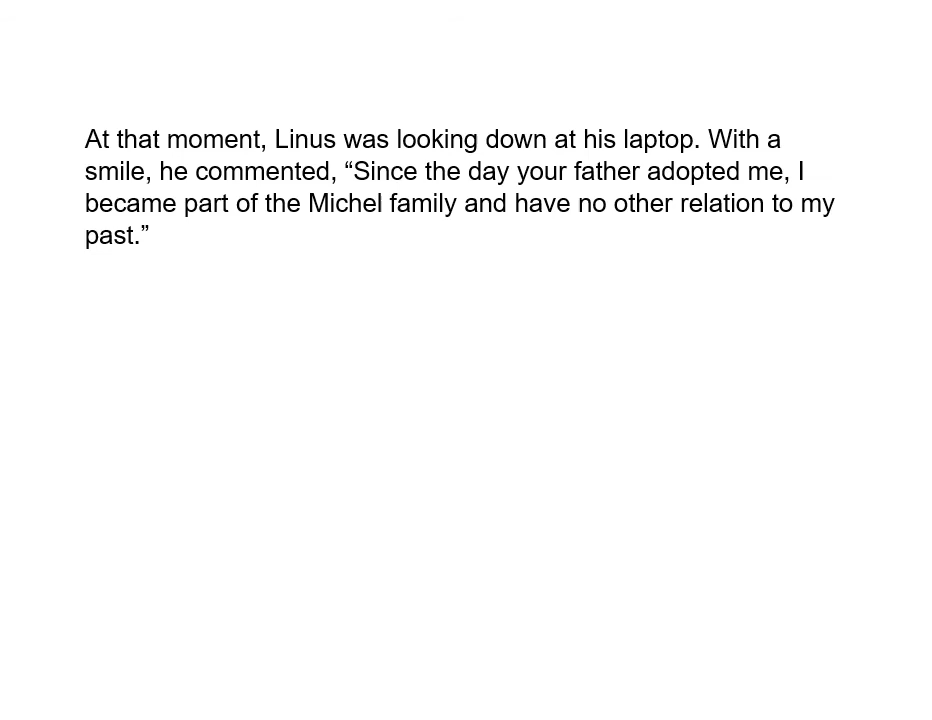 At that moment, Linus was looking down at his laptop. With a
smile, he commented, “Since the day your father adopted me, I
became part of the Michel family and have no other relation to my
past.”